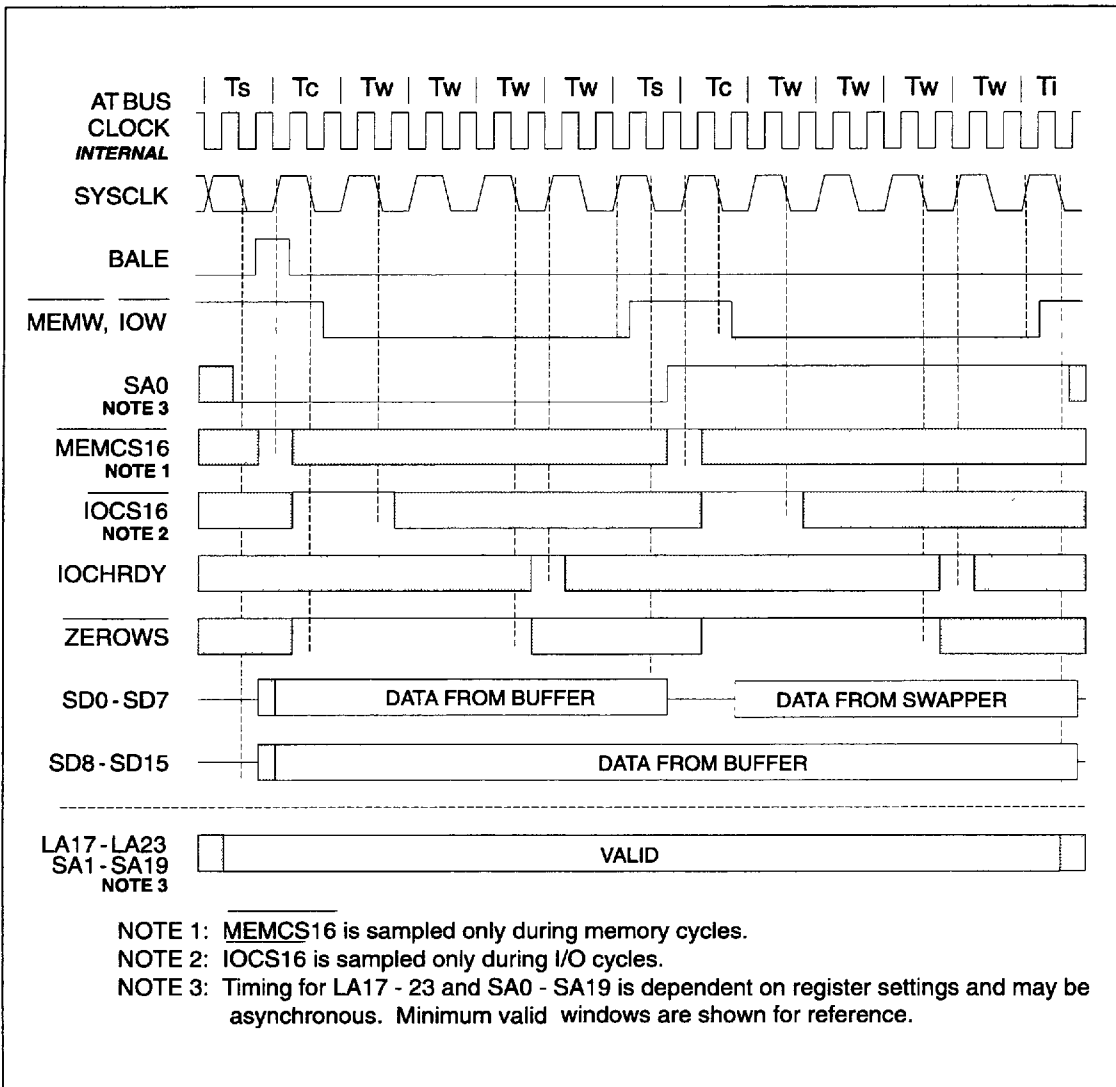 Ts | Tc | Tw | Tw | Tw | Tw | Ts | Tc | Tw | Tw | Tw | Tw | Ti
AT BUS
CLOCK
INTERNAL
SYSCLK
BALE
MEMW, IOW
SA0
NOTE 3
MEMCS16
NOTE 1
IOCS16
NOTE 2
IOCHRDY
ZEROWS
SD0 - SD7 DATA FROM BUFFER DATA FROM SWAPPER
SD8 - SD15 DATA FROM BUFFER
LA17 - LA23
SA1 - SA19 VALID
NOTE 3
NOTE 1: MEMCS16 is sampled only during memory cycles.
NOTE 2: IOCS16 is sampled only during I/O cycles.
NOTE 3: Timing for LA17 - 23 and SA0 - SA19 is dependent on register settings and may be
asynchronous. Minimum valid windows are shown for reference.